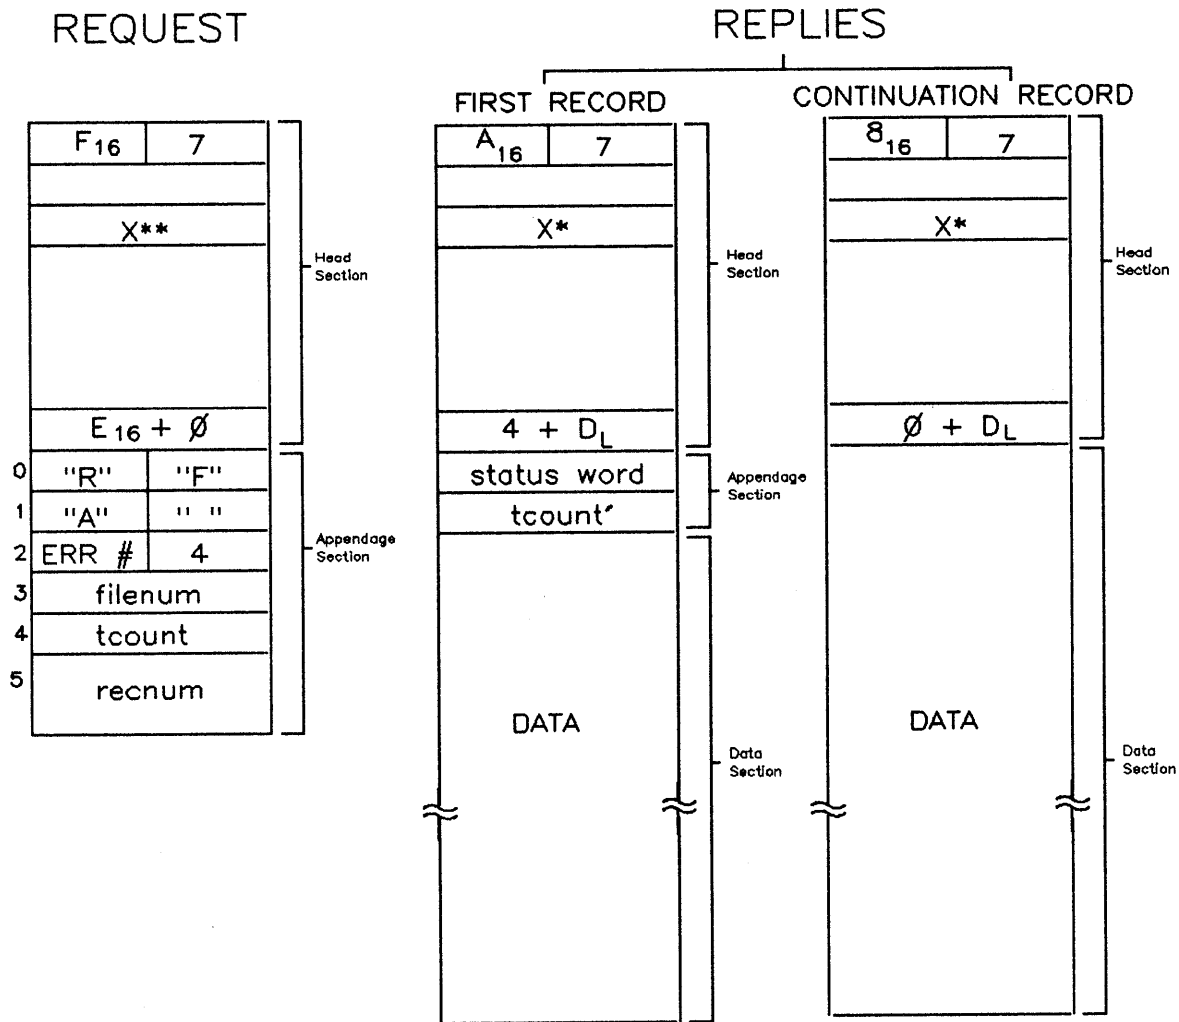 REQUEST
F16 7
X**
Head
Section
E16 + Ø
0 "R" "F"
1 "A" " "
2 ERR # 4
3 filenum
4 tcount
5 recnum
Appendage
Section
REPLIES
FIRST RECORD
A16 7
X*
Head
Section
4 + DL
status word
tcount'
Appendage
Section
DATA
Data
Section
CONTINUATION RECORD
816 7
X*
Head
Section
Ø + DL
DATA
Data
Section